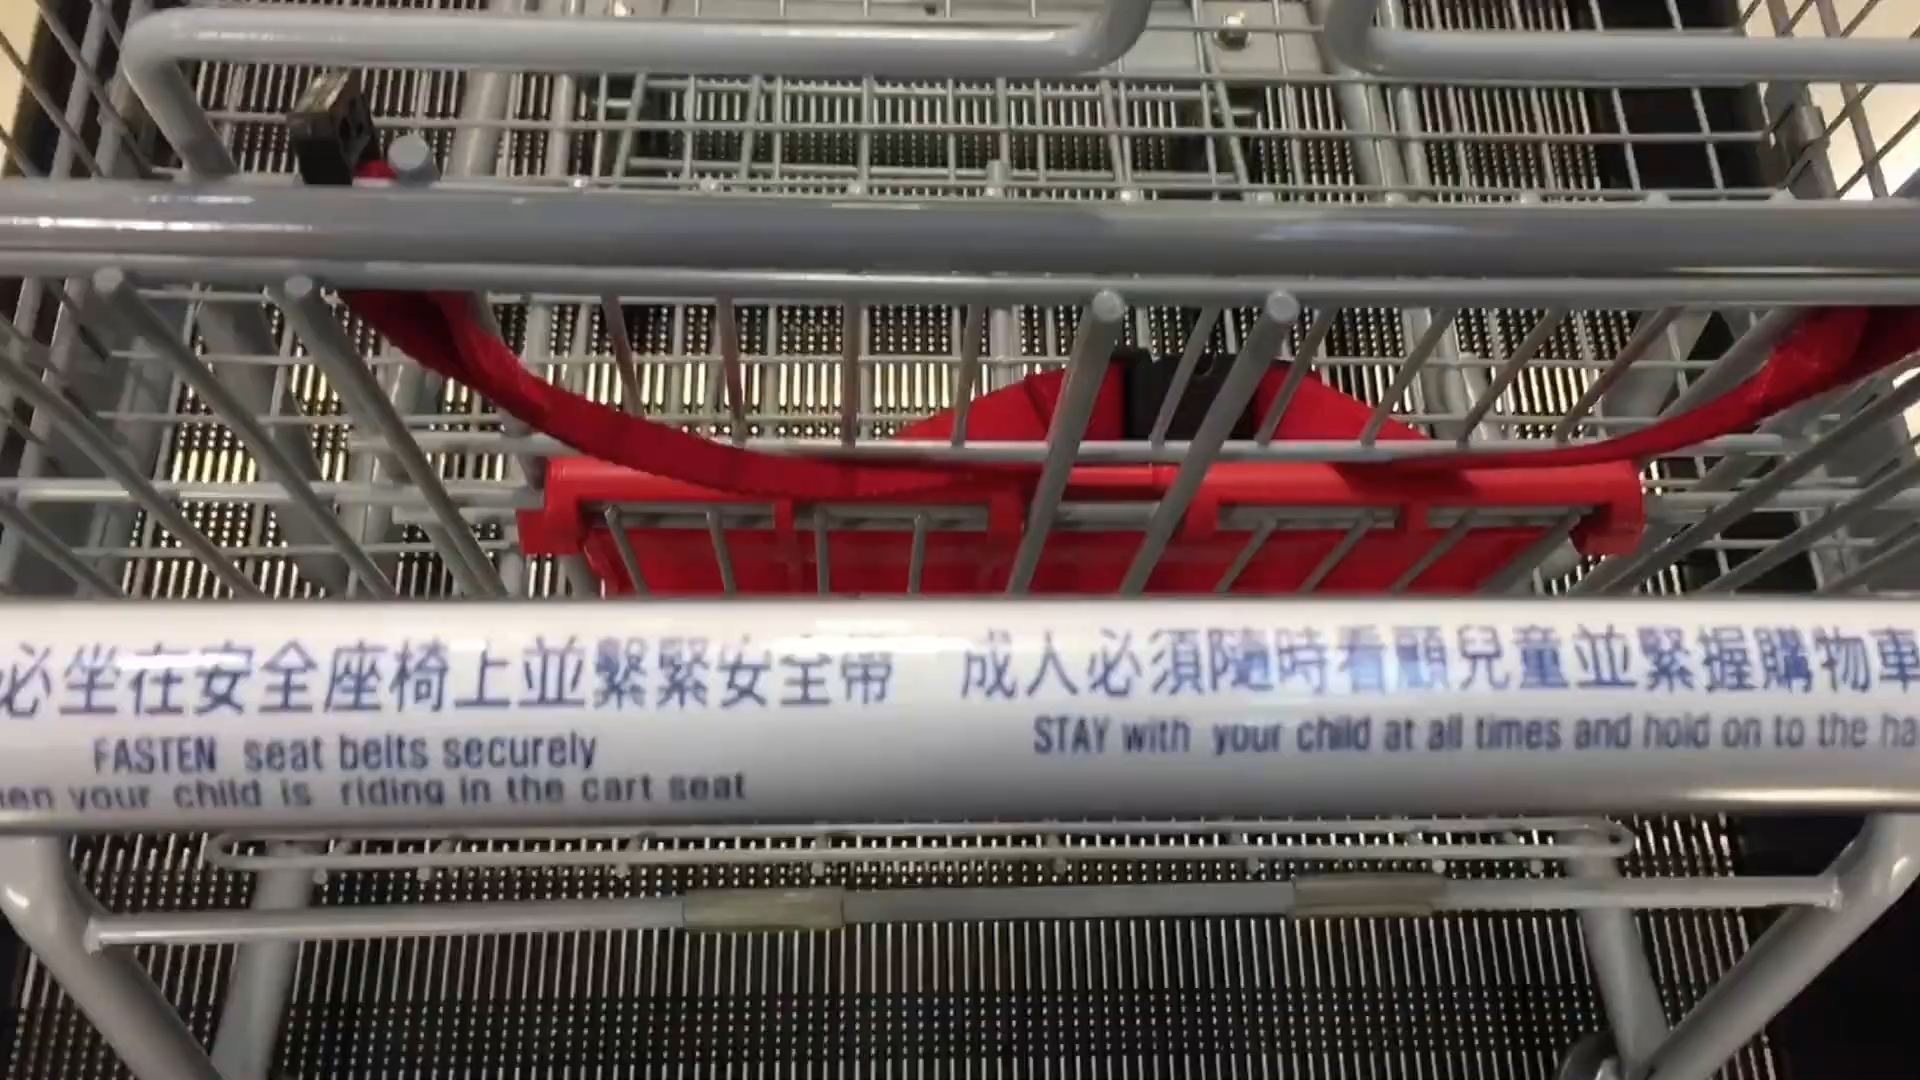 必坐在安全座椅上並繫緊安全帶
FASTEN seat belts securely
your child is riding in the cart seat
成人必須隨時看顧兒童並緊握購物車
STAY with your child at all times and hold on to the